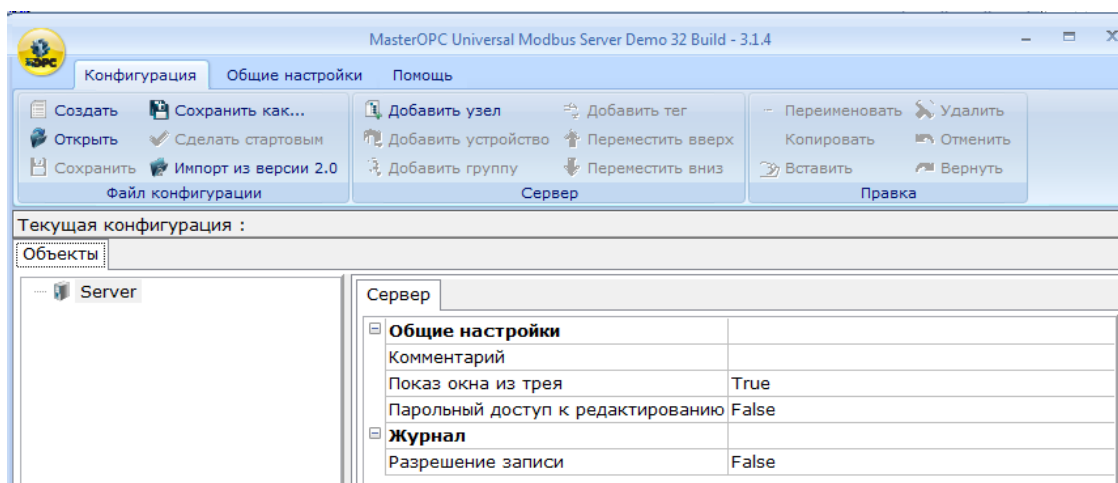 MasterOPC Universal Modbus Server Demo 32 Build - 3.1.4
Конфигурация Общие настройки Помощь
Создать Сохранить как... Добавить узел Добавить тег Переименовать Удалить
Открыть Сделать стартовым Добавить устройство Переместить вверх Копировать Отменить
Сохранить Импорт из версии 2.0 Добавить группу Переместить вниз Вставить Вернуть
Файл конфигурации Сервер Правка
Текущая конфигурация :
Объекты
Server
Сервер
Общие настройки
Комментарий
Показ окна из трея True
Парольный доступ к редактированию False
Журнал
Разрешение записи False